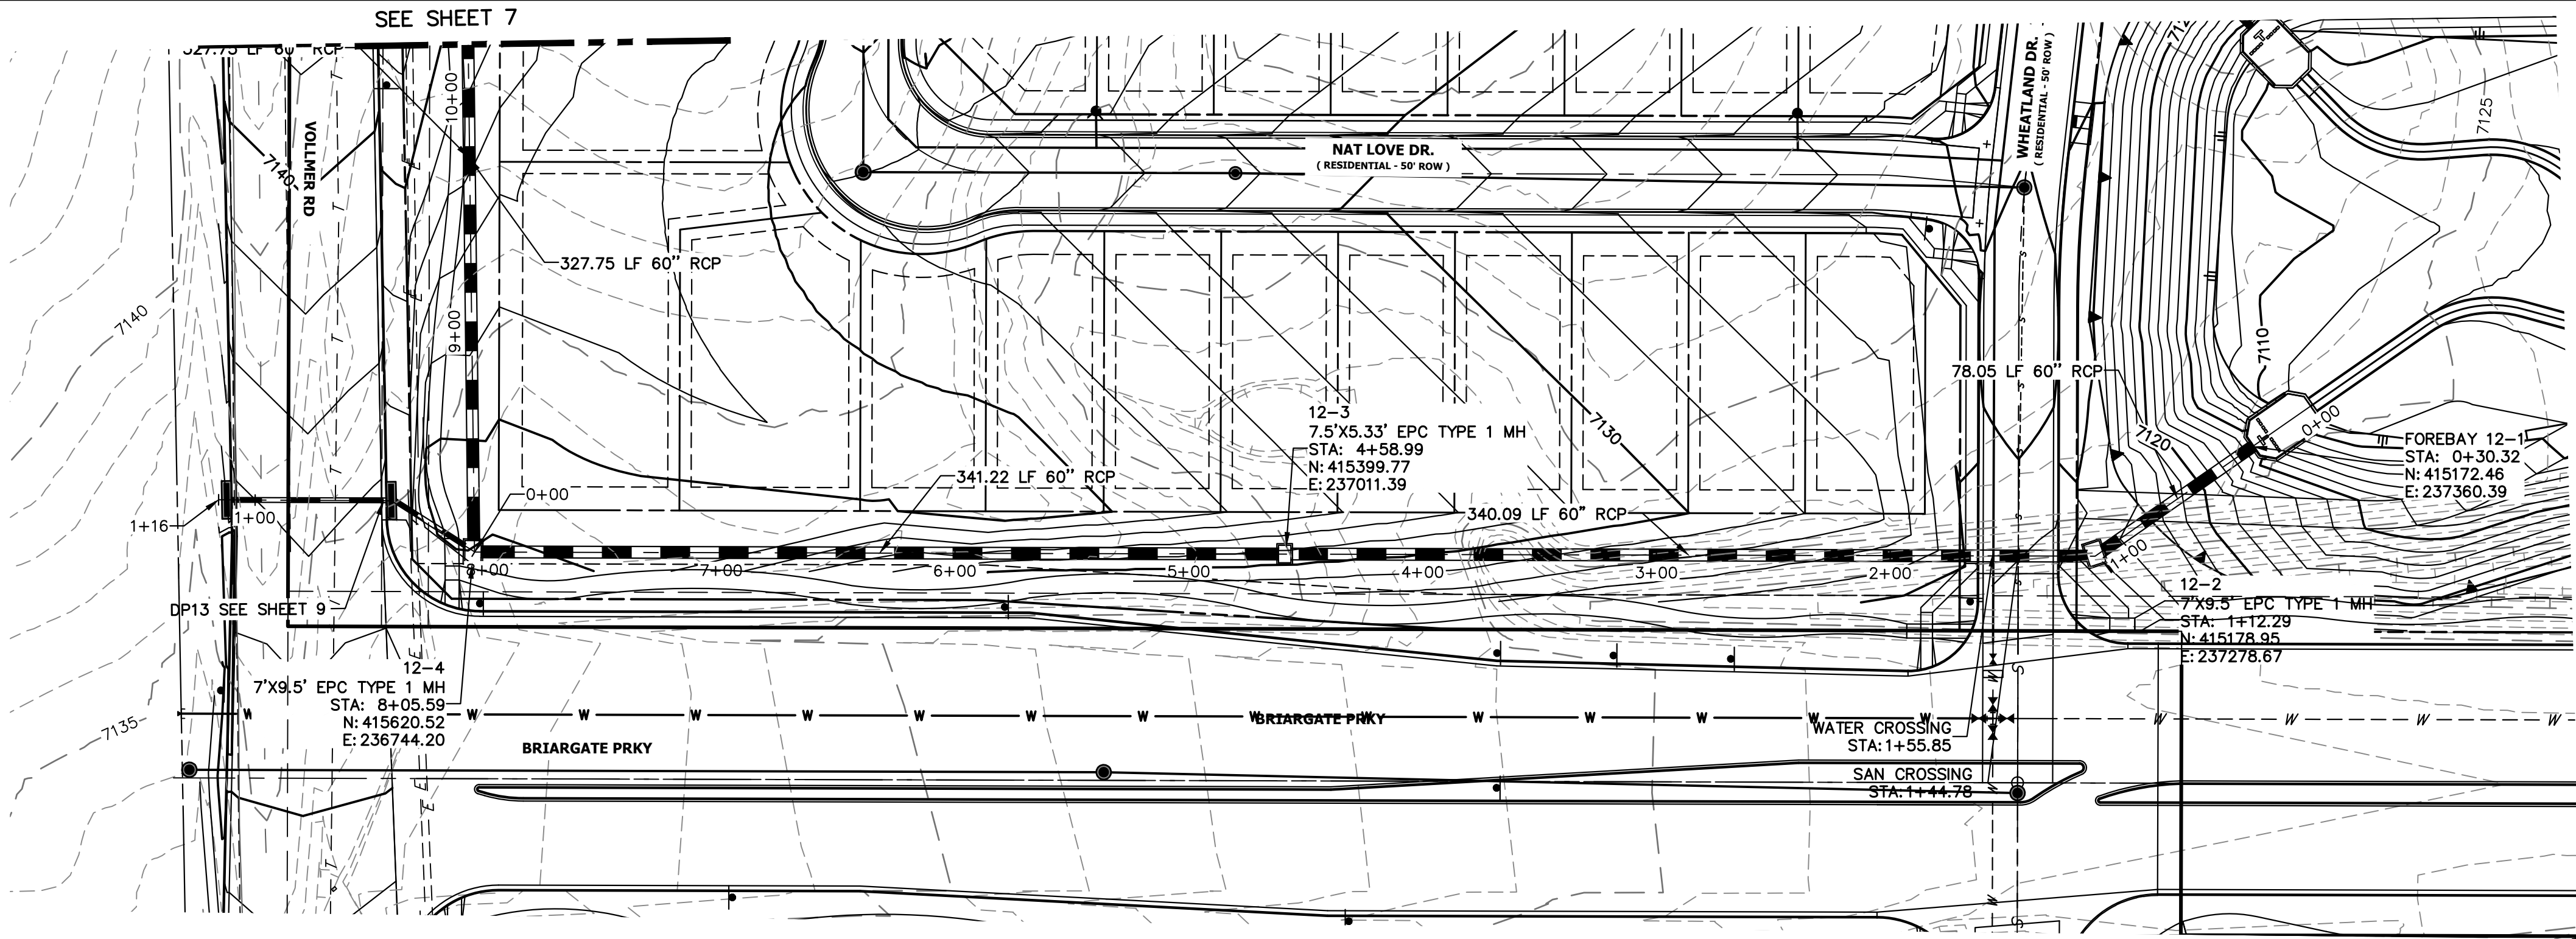 SEE SHEET 7
327.75 LF 60" RCP
VOLLMER RD
7140
10+00
9+00
327.75 LF 60" RCP
NAT LOVE DR.
( RESIDENTIAL - 50' ROW )
WHEATLAND DR.
( RESIDENTIAL - 50' ROW )
7125
7110
7140
78.05 LF 60" RCP
12-3
7.5'X5.33' EPC TYPE 1 MH
STA: 4+58.99
N: 415399.77
E: 237011.39
7130
7120
0+00
FOREBAY 12-1
STA: 0+30.32
N: 415172.46
E: 237360.39
341.22 LF 60" RCP
0+00
340.09 LF 60" RCP
1+16
1+00
8+00
7+00
6+00
5+00
4+00
3+00
2+00
1+00
DP13 SEE SHEET 9
12-2
7'X9.5' EPC TYPE 1 MH
STA: 1+12.29
N: 415178.95
E: 237278.67
12-4
7'X9.5' EPC TYPE 1 MH
STA: 8+05.59
N: 415620.52
E: 236744.20
7135
W W W W W W W W W W W W W W
BRIARGATE PRKY
BRIARGATE PRKY
WATER CROSSING
STA: 1+55.85
W W W W
SAN CROSSING
STA: 1+44.78